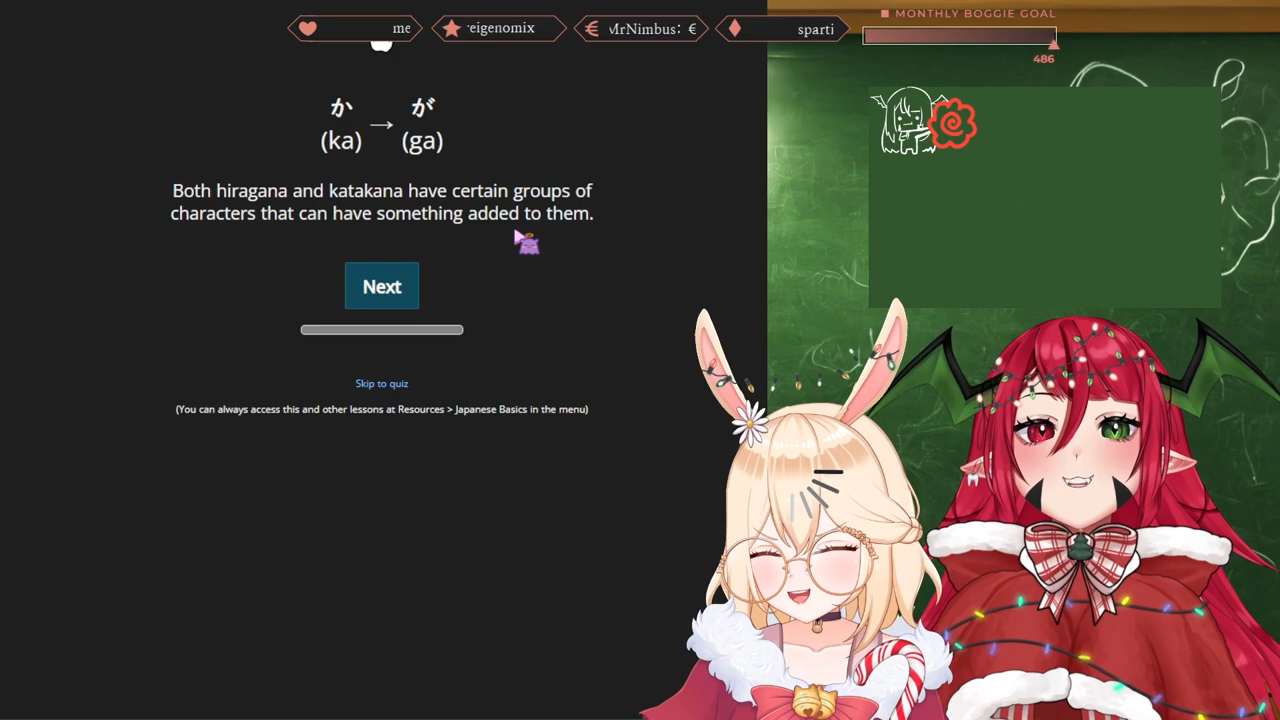 me
eigenomix
MrNimbus: €
sparti
MONTHLY BOGGIE GOAL
486
か → が
(ka) (ga)
Both hiragana and katakana have certain groups of
characters that can have something added to them.
Next
Skip to quiz
(You can always access this and other lessons at Resources > Japanese Basics in the menu)